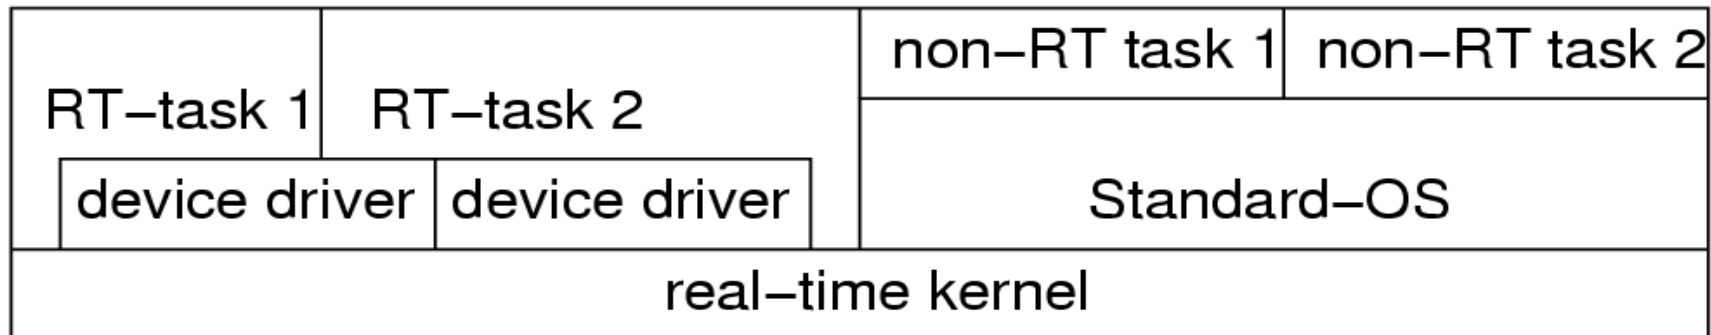 non−RT task 1
non−RT task 2
RT−task 1
RT−task 2
device driver
device driver
Standard−OS
real−time kernel